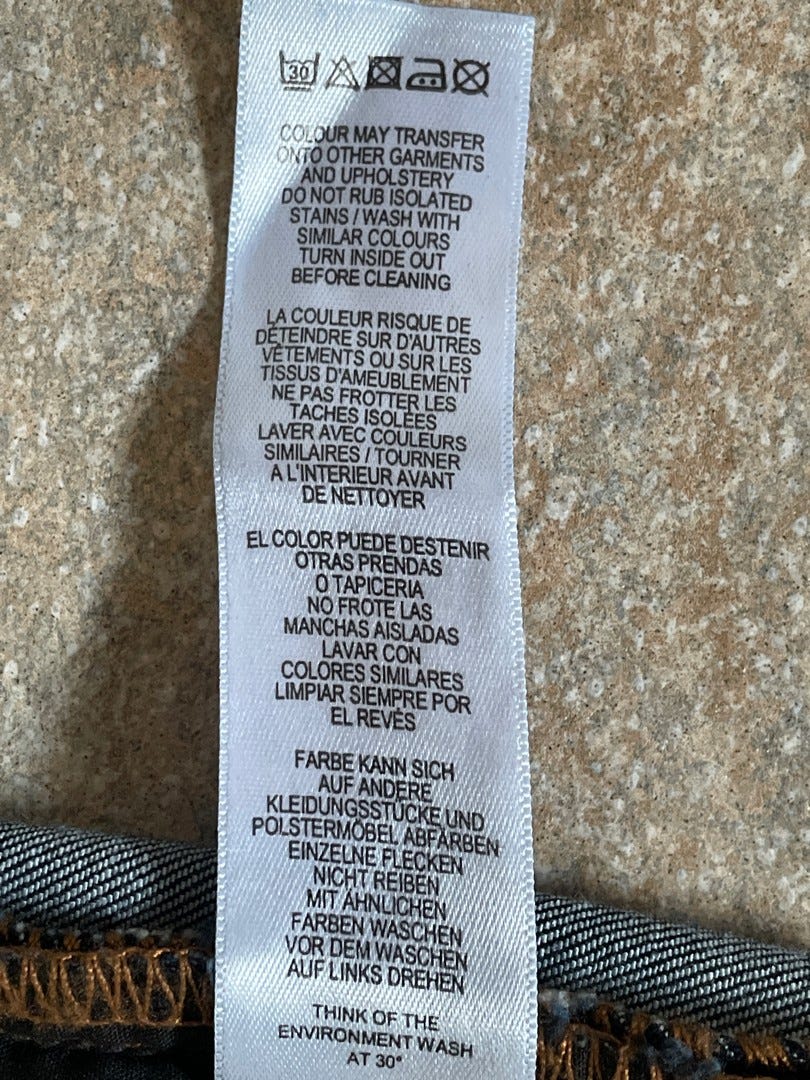 30
COLOUR MAY TRANSFER
ONTO OTHER GARMENTS
AND UPHOLSTERY
DO NOT RUB ISOLATED
STAINS / WASH WITH
SIMILAR COLOURS
TURN INSIDE OUT
BEFORE CLEANING
LA COULEUR RISQUE DE
DÉTEINDRE SUR D'AUTRES
VÊTEMENTS OU SUR LES
TISSUS D'AMEUBLEMENT
NE PAS FROTTER LES
TACHES ISOLÉES
LAVER AVEC COULEURS
SIMILAIRES / TOURNER
A L'INTERIEUR AVANT
DE NETTOYER
EL COLOR PUEDE DESTENIR
OTRAS PRENDAS
O TAPICERIA
NO FROTE LAS
MANCHAS AISLADAS
LAVAR CON
COLORES SIMILARES
LIMPIAR SIEMPRE POR
EL REVÉS
FARBE KANN SICH
AUF ANDERE
KLEIDUNGSSTÜCKE UND
POLSTERMÖBEL ABFÄRBEN
EINZELNE FLECKEN
NICHT REIBEN
MIT ÄHNLICHEN
FARBEN WASCHEN
VOR DEM WASCHEN
AUF LINKS DREHEN
THINK OF THE
ENVIRONMENT WASH
AT 30°